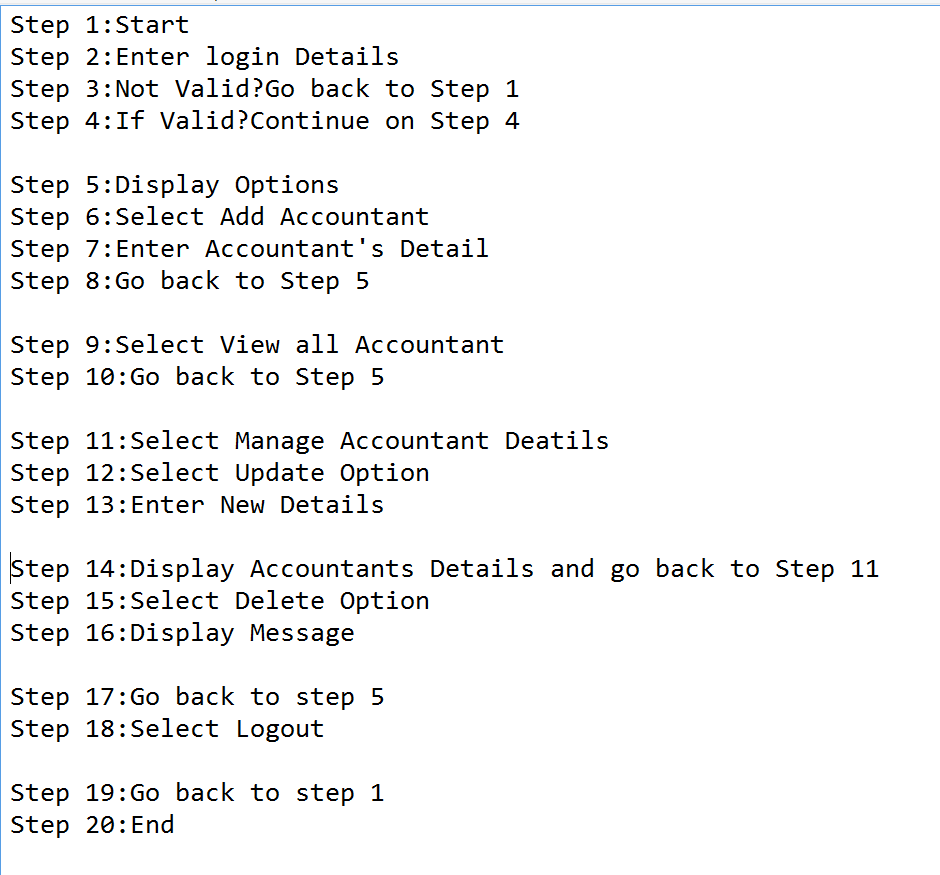 Step 1:Start
Step 2:Enter login Details
Step 3:Not Valid?Go back to Step 1
Step 4:If Valid?Continue on Step 4
Step 5:Display Options
Step 6:Select Add Accountant
Step 7:Enter Accountant's Detail
Step 8:Go back to Step 5
Step 9:Select View all Accountant
Step 10:Go back to Step 5
Step 11:Select Manage Accountant Deatils
Step 12:Select Update Option
Step 13:Enter New Details
Step 14:Display Accountants Details and go back to Step 11
Step 15:Select Delete Option
Step 16:Display Message
Step 17:Go back to step 5
Step 18:Select Logout
Step 19:Go back to step 1
Step 20:End